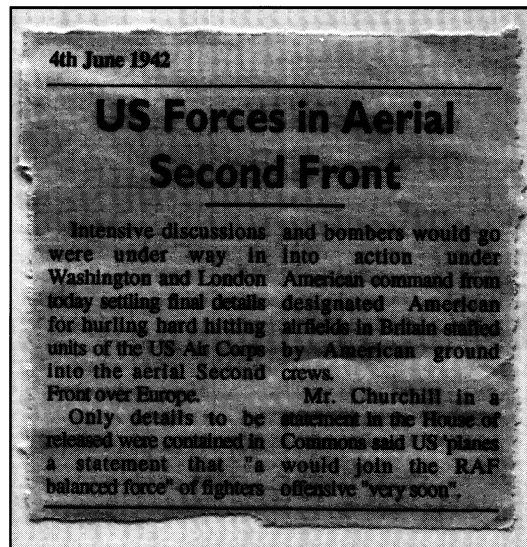 4th June 1942
US Forces in Aerial
Second Front
Intensive discussions
were under way in
Washington and London
today settling final details
for hurling hard hitting
units of the US Air Corps
into the aerial Second
Front over Europe.
Only details to be
released were contained in
a statement that "a
balanced force" of fighters
and bombers would go
into action under
American command from
designated American
airfields in Britain staffed
by American ground
crews.
Mr. Churchill in a
statement in the House of
Commons said US 'planes
would join the RAF
offensive "very soon".